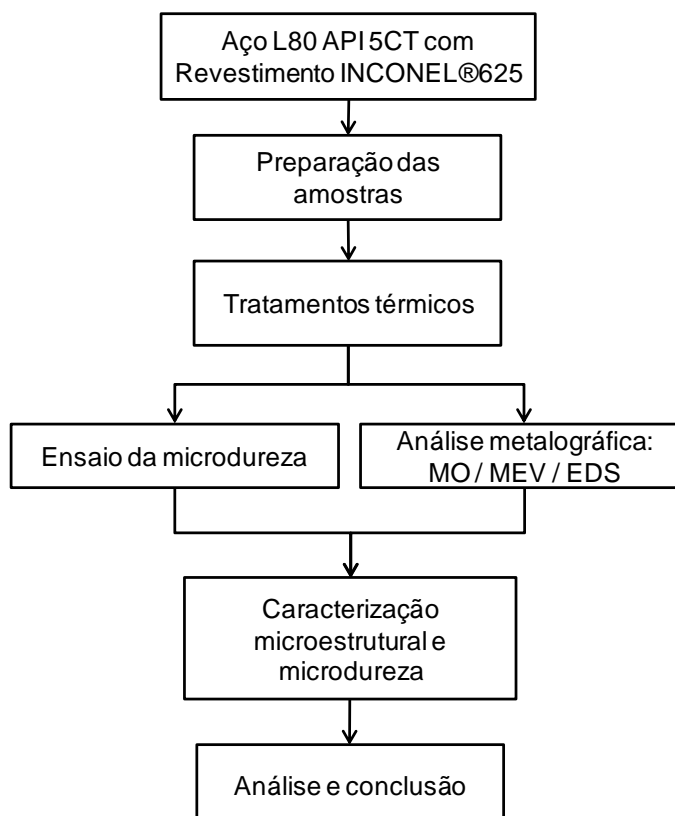 Aço L80 API 5CT com
Revestimento INCONEL®625
Preparação das
amostras
Tratamentos térmicos
Ensaio da microdureza
Análise metalográfica:
MO / MEV / EDS
Caracterização
microestrutural e
microdureza
Análise e conclusão